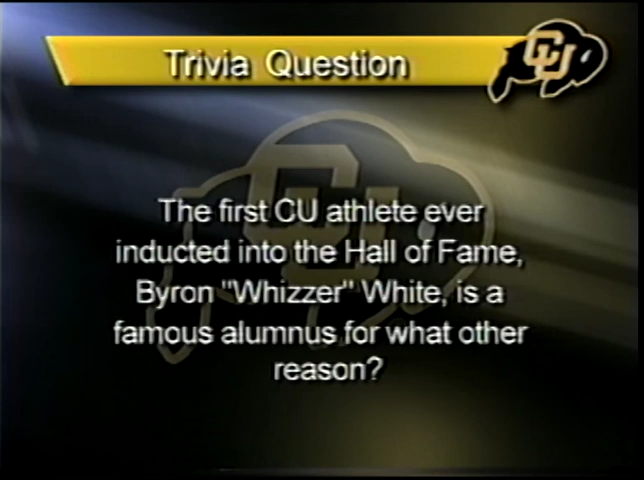 Trivia Question
CU
The first CU athlete ever
inducted into the Hall of Fame,
Byron "Whizzer" White, is a
famous alumnus for what other
reason?